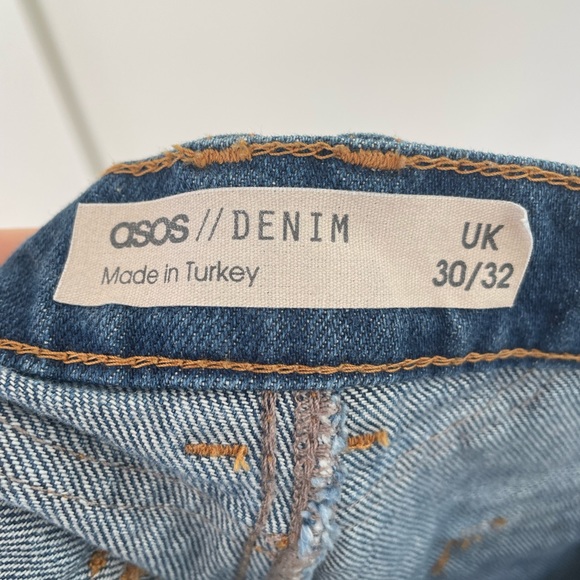 asos // DENIM UK
Made in Turkey 30/32